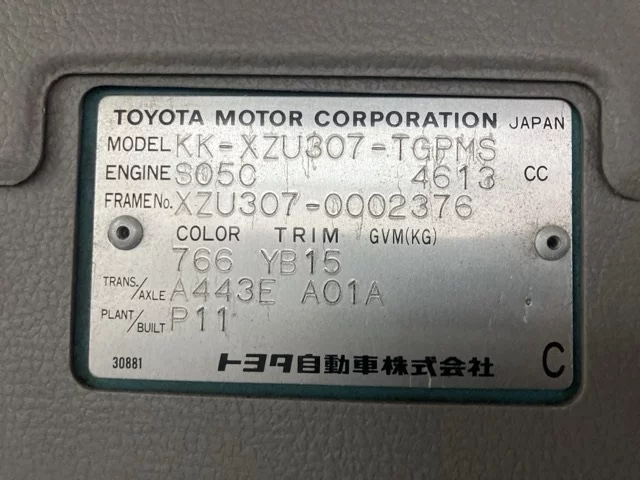 TOYOTA MOTOR CORPORATION JAPAN
MODEL KK-XZU307-TGPMS
ENGINE S05C 4613 CC
FRAME No. XZU307-0002376
COLOR TRIM GVM(KG)
766 YB15
TRANS./AXLE A443E A01A
PLANT/BUILT P11
30881 トヨタ自動車株式会社 C